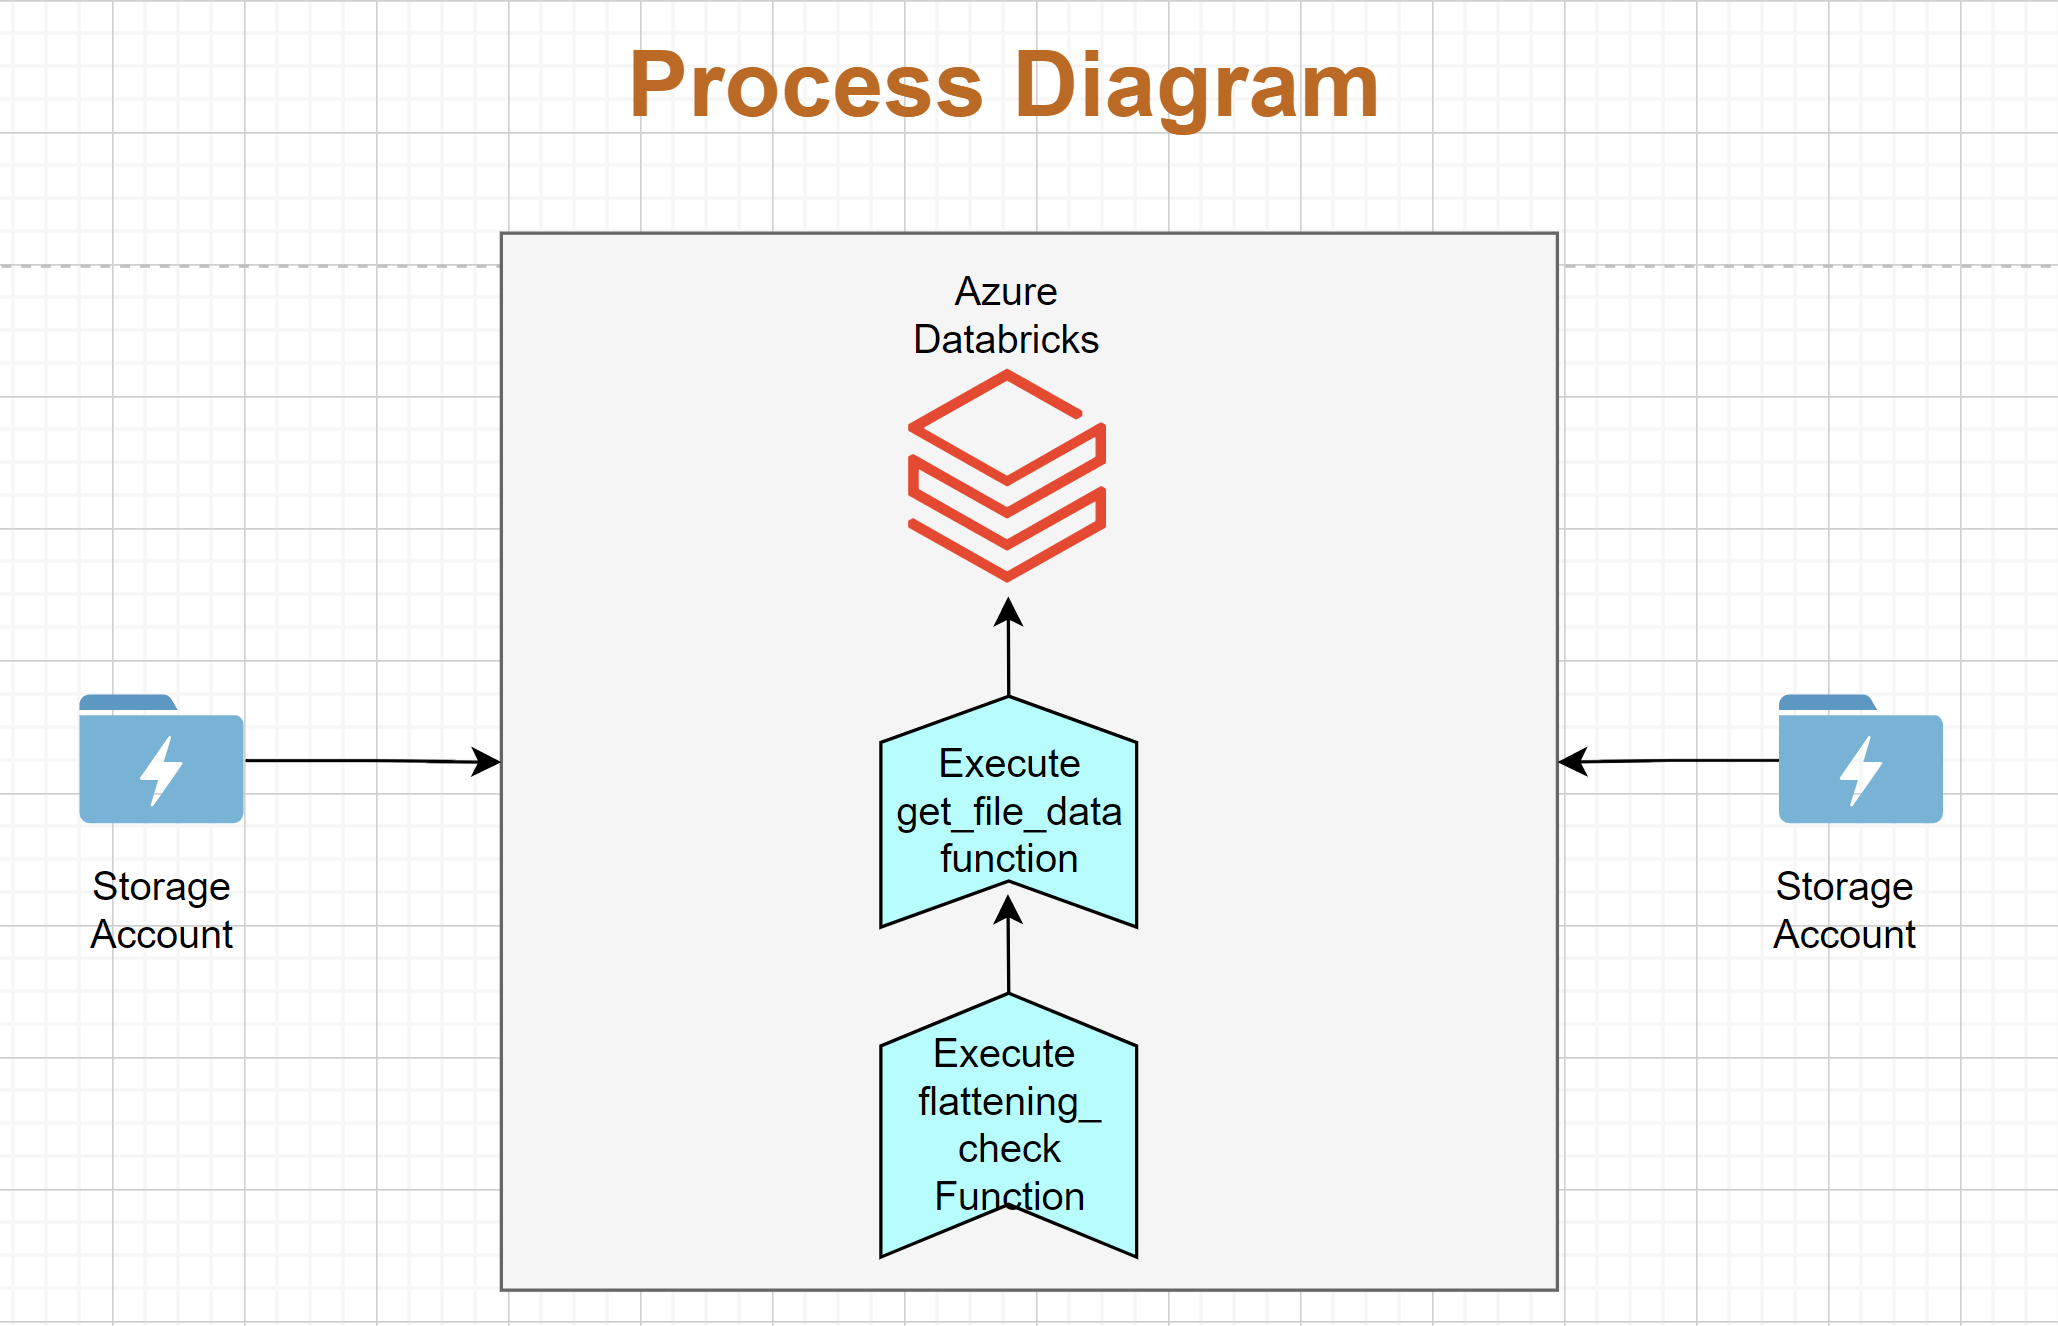 Process Diagram
Azure
Databricks
Execute
get_file_data
function
Storage
Account
Storage
Account
Execute
flattening_
check
Function